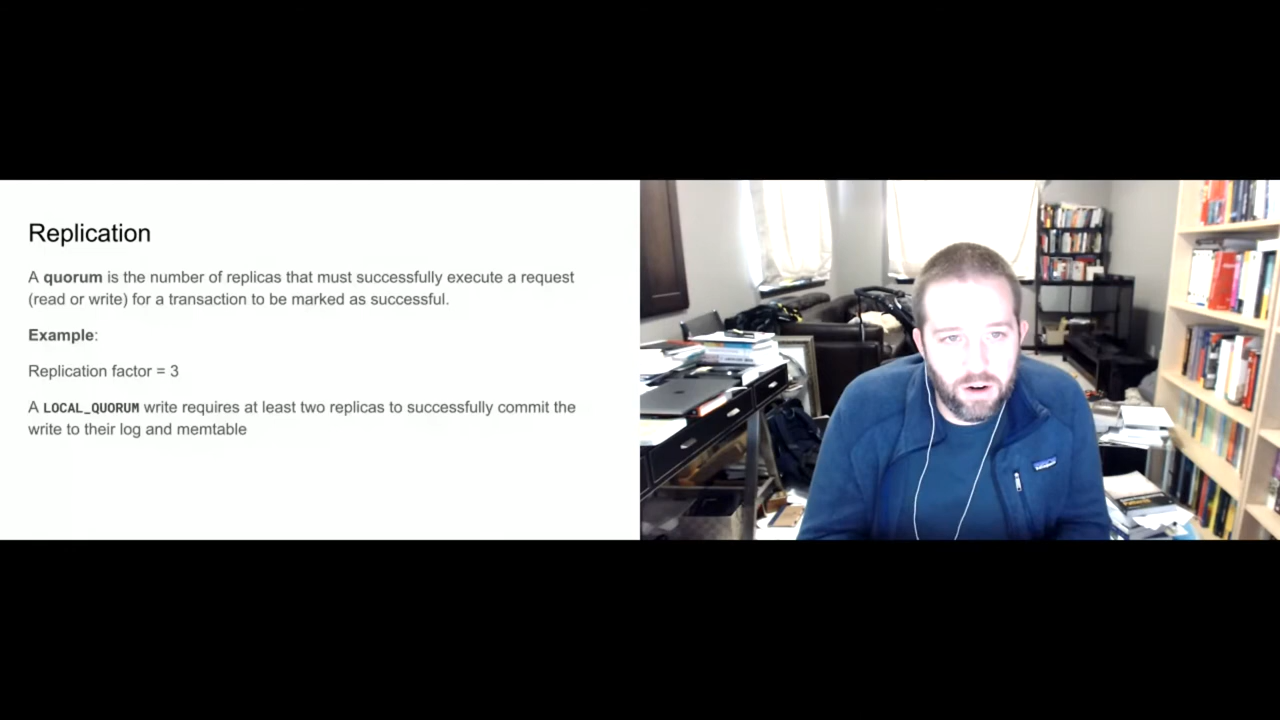 Replication
A quorum is the number of replicas that must successfully execute a request
(read or write) for a transaction to be marked as successful.
Example:
Replication factor = 3
A LOCAL_QUORUM write requires at least two replicas to successfully commit the
write to their log and memtable